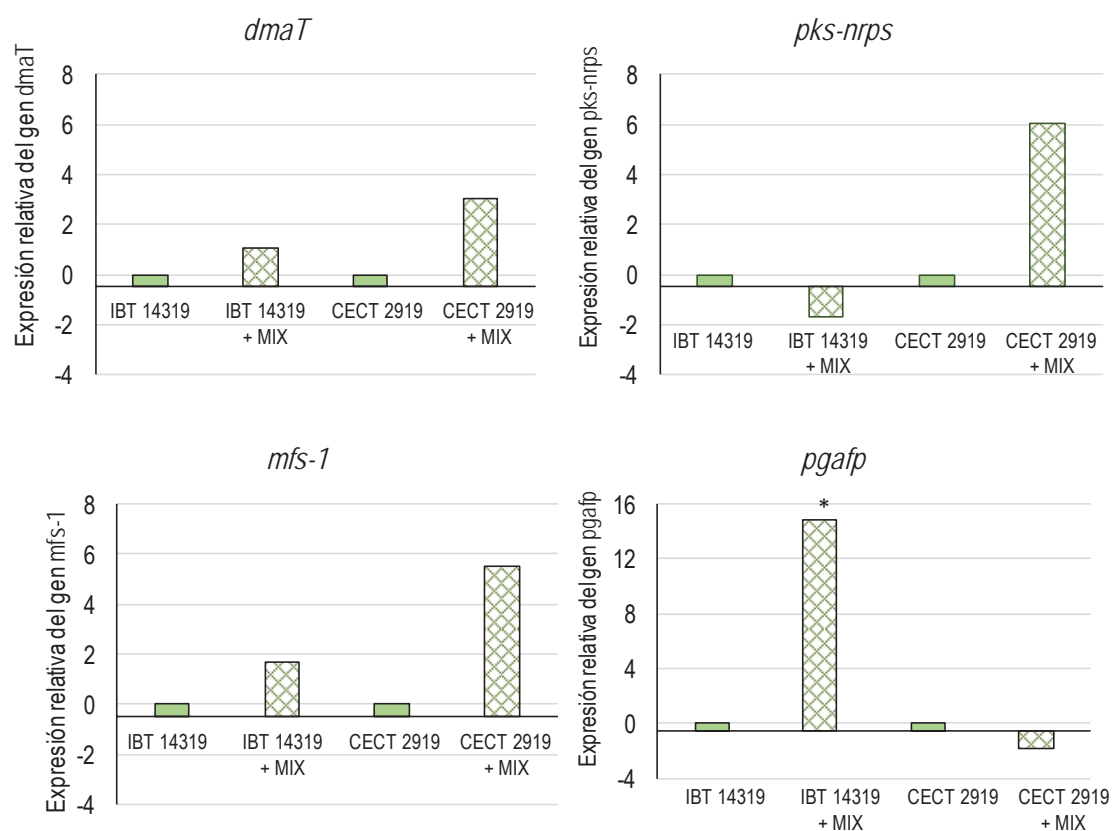 dmaT
Expresión relativa del gen dmaT
8
6
4
2
0
-2
-4
IBT 14319
IBT 14319
+ MIX
CECT 2919
CECT 2919
+ MIX
pks-nrps
Expresión relativa del gen pks-nrps
8
6
4
2
0
-2
-4
IBT 14319
IBT 14319
+ MIX
CECT 2919
CECT 2919
+ MIX
mfs-1
Expresión relativa del gen mfs-1
8
6
4
2
0
-2
-4
IBT 14319
IBT 14319
+ MIX
CECT 2919
CECT 2919
+ MIX
pgafp
Expresión relativa del gen pgafp
16
12
8
4
0
-4
*
IBT 14319
IBT 14319
+ MIX
CECT 2919
CECT 2919
+ MIX